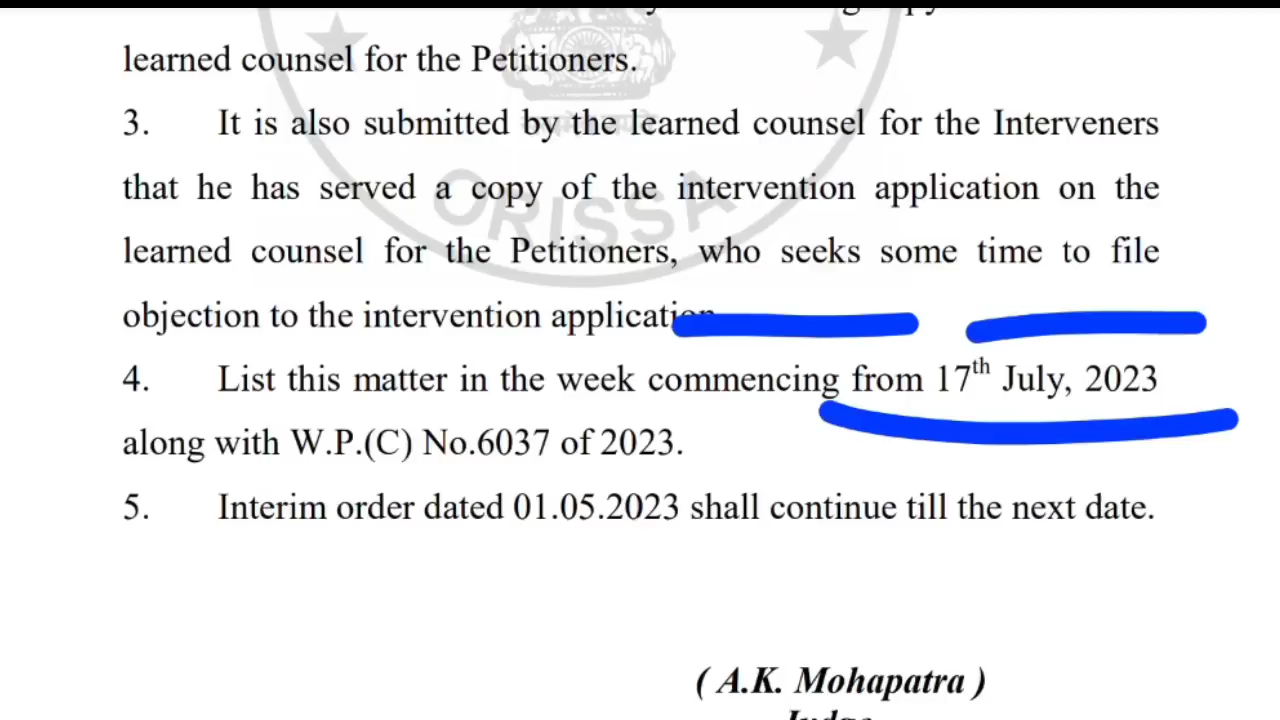 learned counsel for the Petitioners.
3. It is also submitted by the learned counsel for the Interveners
that he has served a copy of the intervention application on the
learned counsel for the Petitioners, who seeks some time to file
objection to the intervention application.
4. List this matter in the week commencing from 17th July, 2023
along with W.P.(C) No.6037 of 2023.
5. Interim order dated 01.05.2023 shall continue till the next date.
( A.K. Mohapatra )
Judge
ORISSA